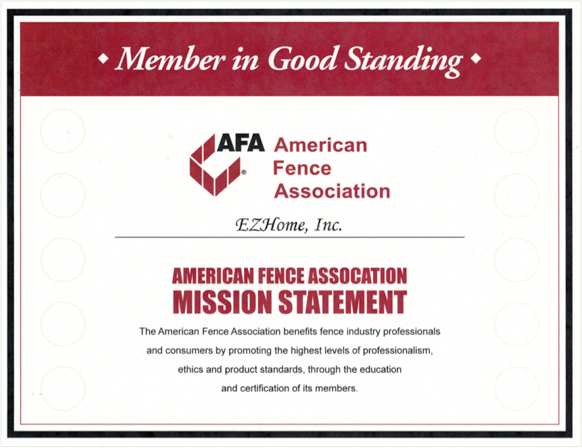 Member in Good Standing
AFA
American
Fence
Association
EZHome, Inc.
AMERICAN FENCE ASSOCATION
MISSION STATEMENT
The American Fence Association benefits fence industry professionals
and consumers by promoting the highest levels of professionalism,
ethics and product standards, through the education
and certification of its members.